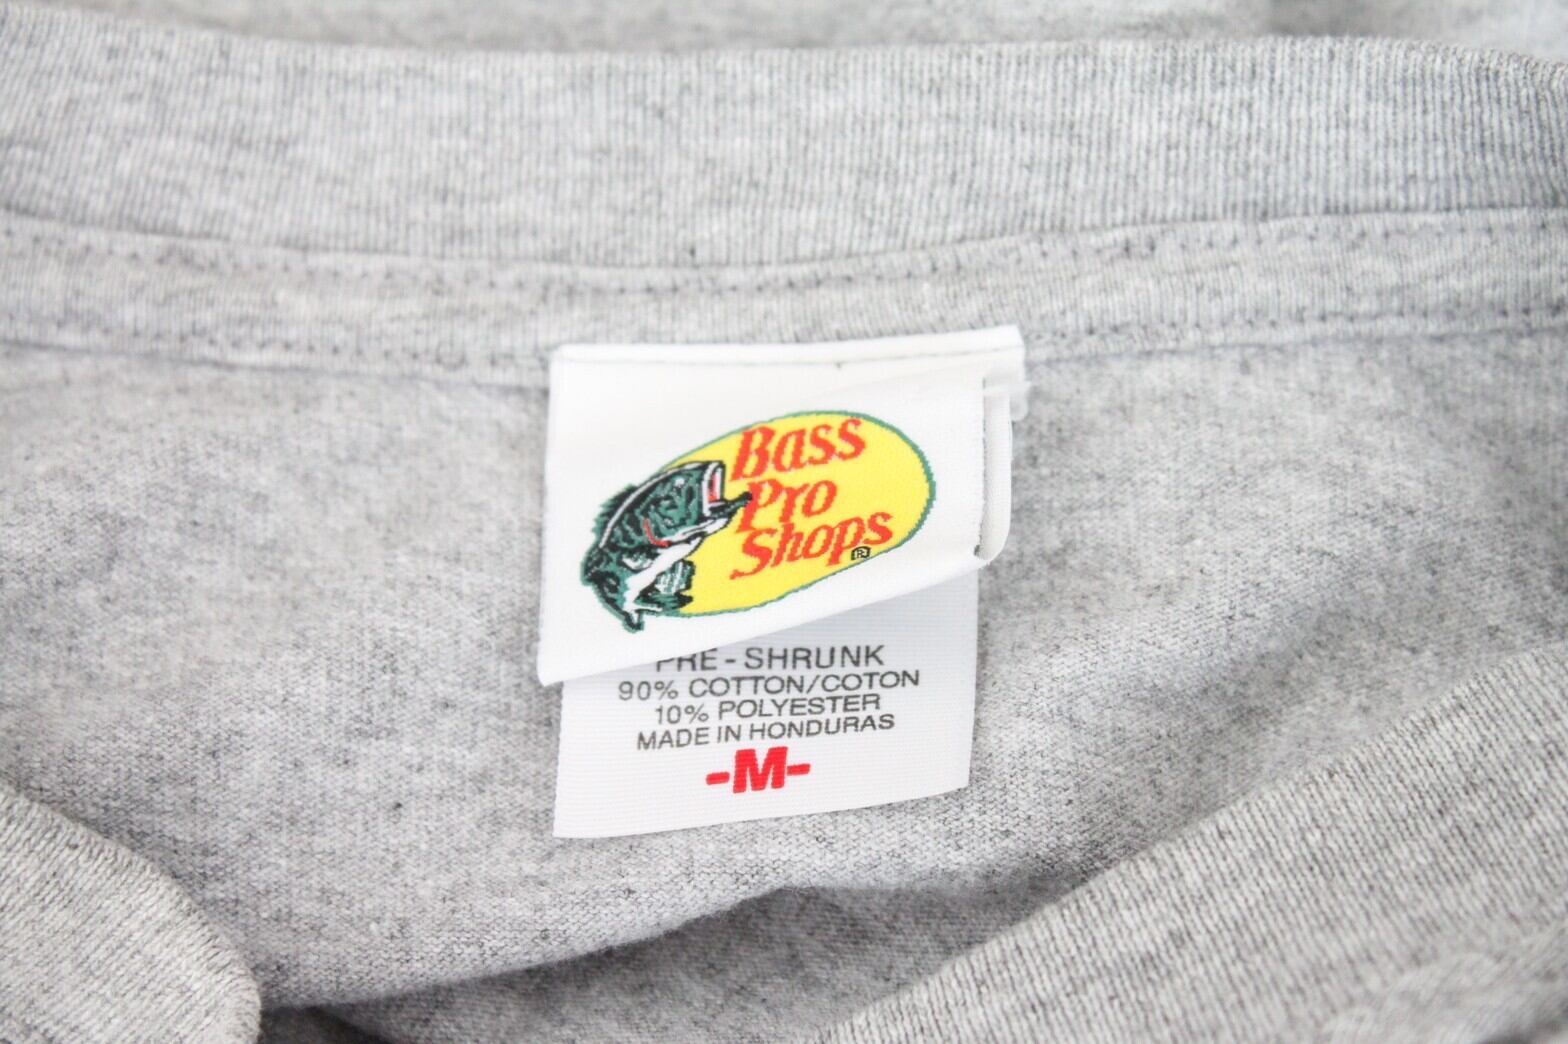 Bass
Pro
Shops®
PRE-SHRUNK
90% COTTON/COTON
10% POLYESTER
MADE IN HONDURAS
-M-